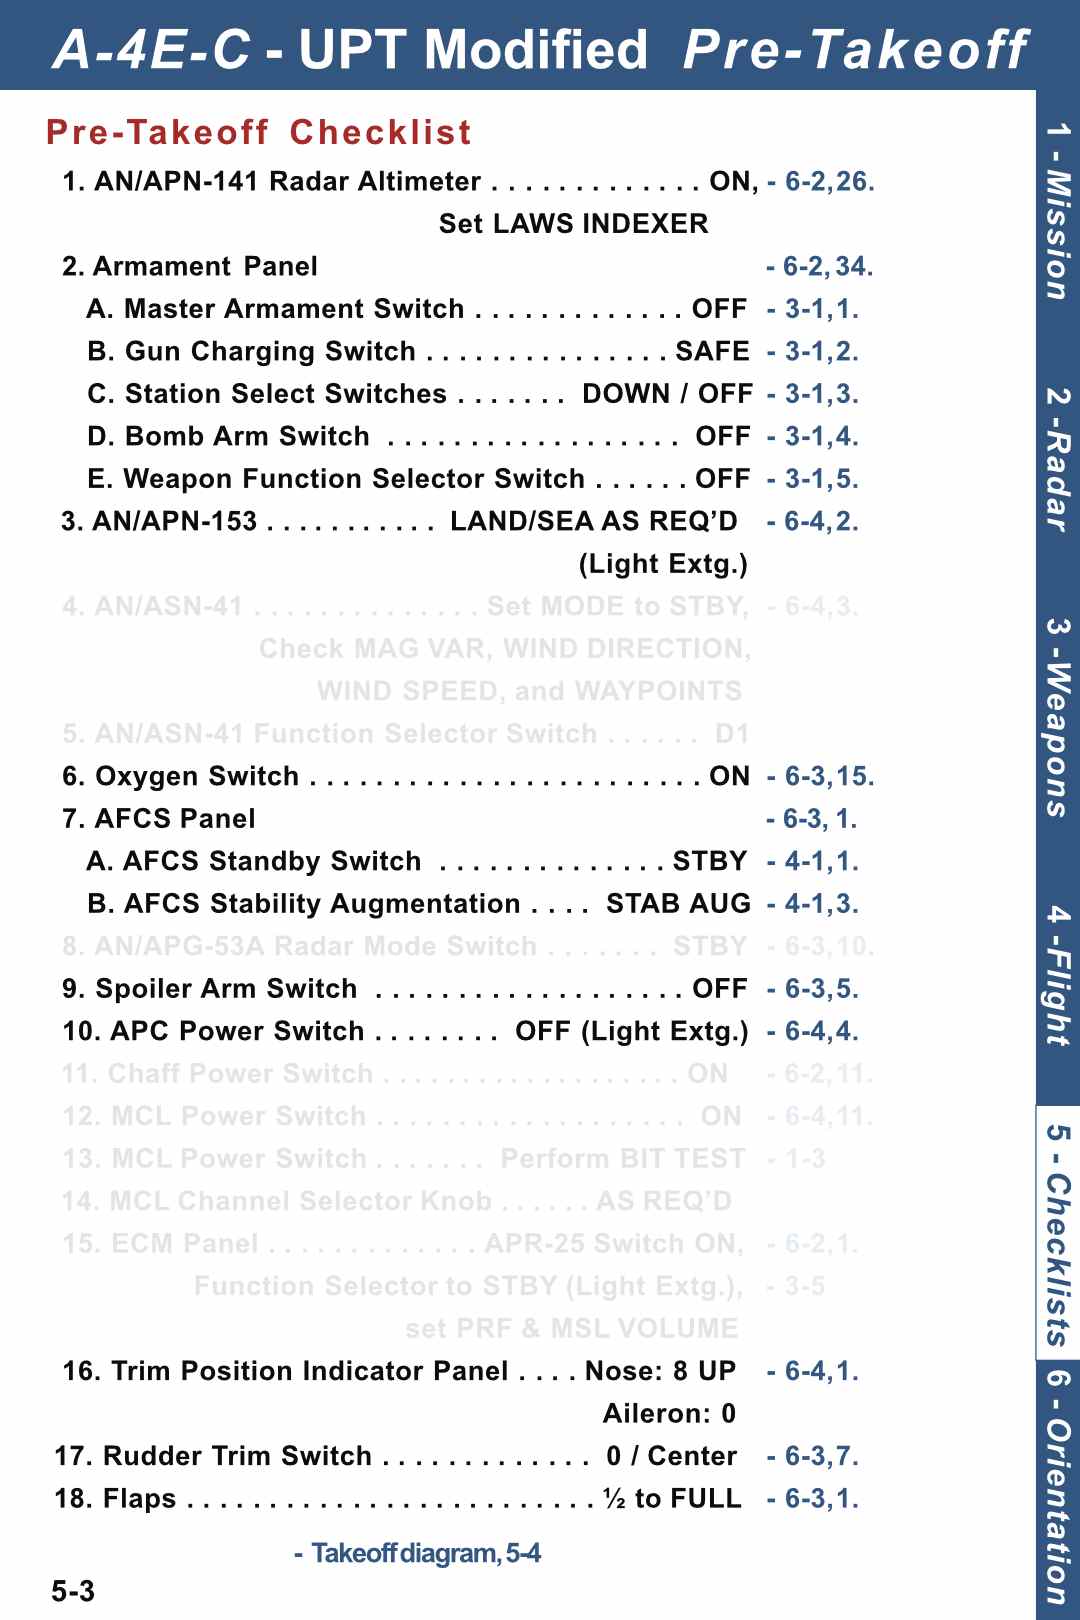 A-4E-C - UPT Modified Pre-Takeoff
Pre-Takeoff Checklist
1. AN/APN-141 Radar Altimeter . . . . . . . . . . . . . ON, - 6-2,26.
Set LAWS INDEXER
2. Armament Panel - 6-2, 34.
A. Master Armament Switch . . . . . . . . . . . . . OFF - 3-1,1.
B. Gun Charging Switch . . . . . . . . . . . . . . . SAFE - 3-1,2.
C. Station Select Switches . . . . . . . DOWN / OFF - 3-1,3.
D. Bomb Arm Switch . . . . . . . . . . . . . . . . . . OFF - 3-1,4.
E. Weapon Function Selector Switch . . . . . . OFF - 3-1,5.
3. AN/APN-153 . . . . . . . . . . . LAND/SEA AS REQ’D - 6-4,2.
(Light Extg.)
4. AN/ASN-41 . . . . . . . . . . . . . . Set MODE to STBY, - 6-4,3.
Check MAG VAR, WIND DIRECTION,
WIND SPEED, and WAYPOINTS
5. AN/ASN-41 Function Selector Switch . . . . . . D1
6. Oxygen Switch . . . . . . . . . . . . . . . . . . . . . . . . ON - 6-3,15.
7. AFCS Panel - 6-3, 1.
A. AFCS Standby Switch . . . . . . . . . . . . . . STBY - 4-1,1.
B. AFCS Stability Augmentation . . . . STAB AUG - 4-1,3.
8. AN/APG-53A Radar Mode Switch . . . . . . . STBY - 6-3,10.
9. Spoiler Arm Switch . . . . . . . . . . . . . . . . . . . OFF - 6-3,5.
10. APC Power Switch . . . . . . . . OFF (Light Extg.) - 6-4,4.
11. Chaff Power Switch . . . . . . . . . . . . . . . . . . ON - 6-2,11.
12. MCL Power Switch . . . . . . . . . . . . . . . . . . . ON - 6-4,11.
13. MCL Power Switch . . . . . . . Perform BIT TEST - 1-3
14. MCL Channel Selector Knob . . . . . . AS REQ’D
15. ECM Panel . . . . . . . . . . . . . APR-25 Switch ON, - 6-2,1.
Function Selector to STBY (Light Extg.), - 3-5
set PRF & MSL VOLUME
16. Trim Position Indicator Panel . . . . Nose: 8 UP - 6-4,1.
Aileron: 0
17. Rudder Trim Switch . . . . . . . . . . . . . 0 / Center - 6-3,7.
18. Flaps . . . . . . . . . . . . . . . . . . . . . . . . . ½ to FULL - 6-3,1.
- Takeoff diagram, 5-4
5-3
1 - Mission
2 - Radar
3 - Weapons
4 - Flight
5 - Checklists
6 - Orientation